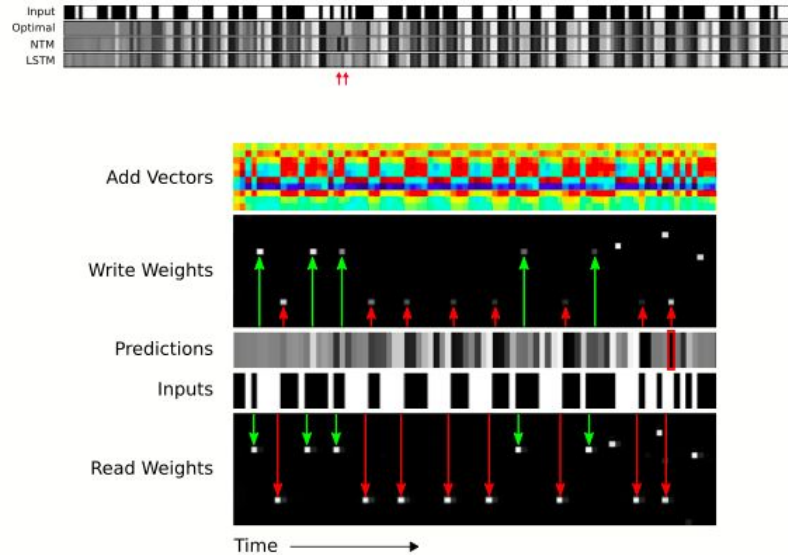 Input
Optimal
NTM
LSTM
Add Vectors
Write Weights
Predictions
Inputs
Read Weights
Time